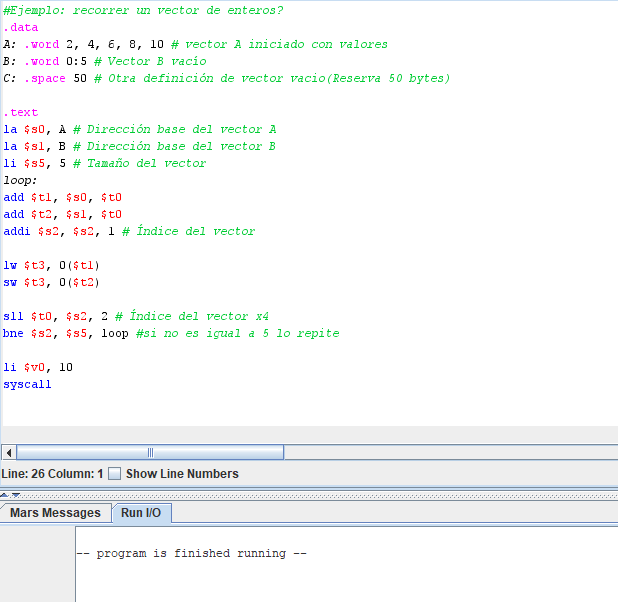 #Ejemplo: recorrer un vector de enteros?
.data
A: .word 2, 4, 6, 8, 10 # vector A iniciado con valores
B: .word 0:5 # Vector B vacío
C: .space 50 # Otra definición de vector vacio(Reserva 50 bytes)
.text
la $s0, A # Dirección base del vector A
la $s1, B # Dirección base del vector B
li $s5, 5 # Tamaño del vector
loop:
add $t1, $s0, $t0
add $t2, $s1, $t0
addi $s2, $s2, 1 # Índice del vector
lw $t3, 0($t1)
sw $t3, 0($t2)
sll $t0, $s2, 2 # Índice del vector x4
bne $s2, $s5, loop #si no es igual a 5 lo repite
li $v0, 10
syscall
Line: 26 Column: 1 Show Line Numbers
Mars Messages Run I/O
-- program is finished running --